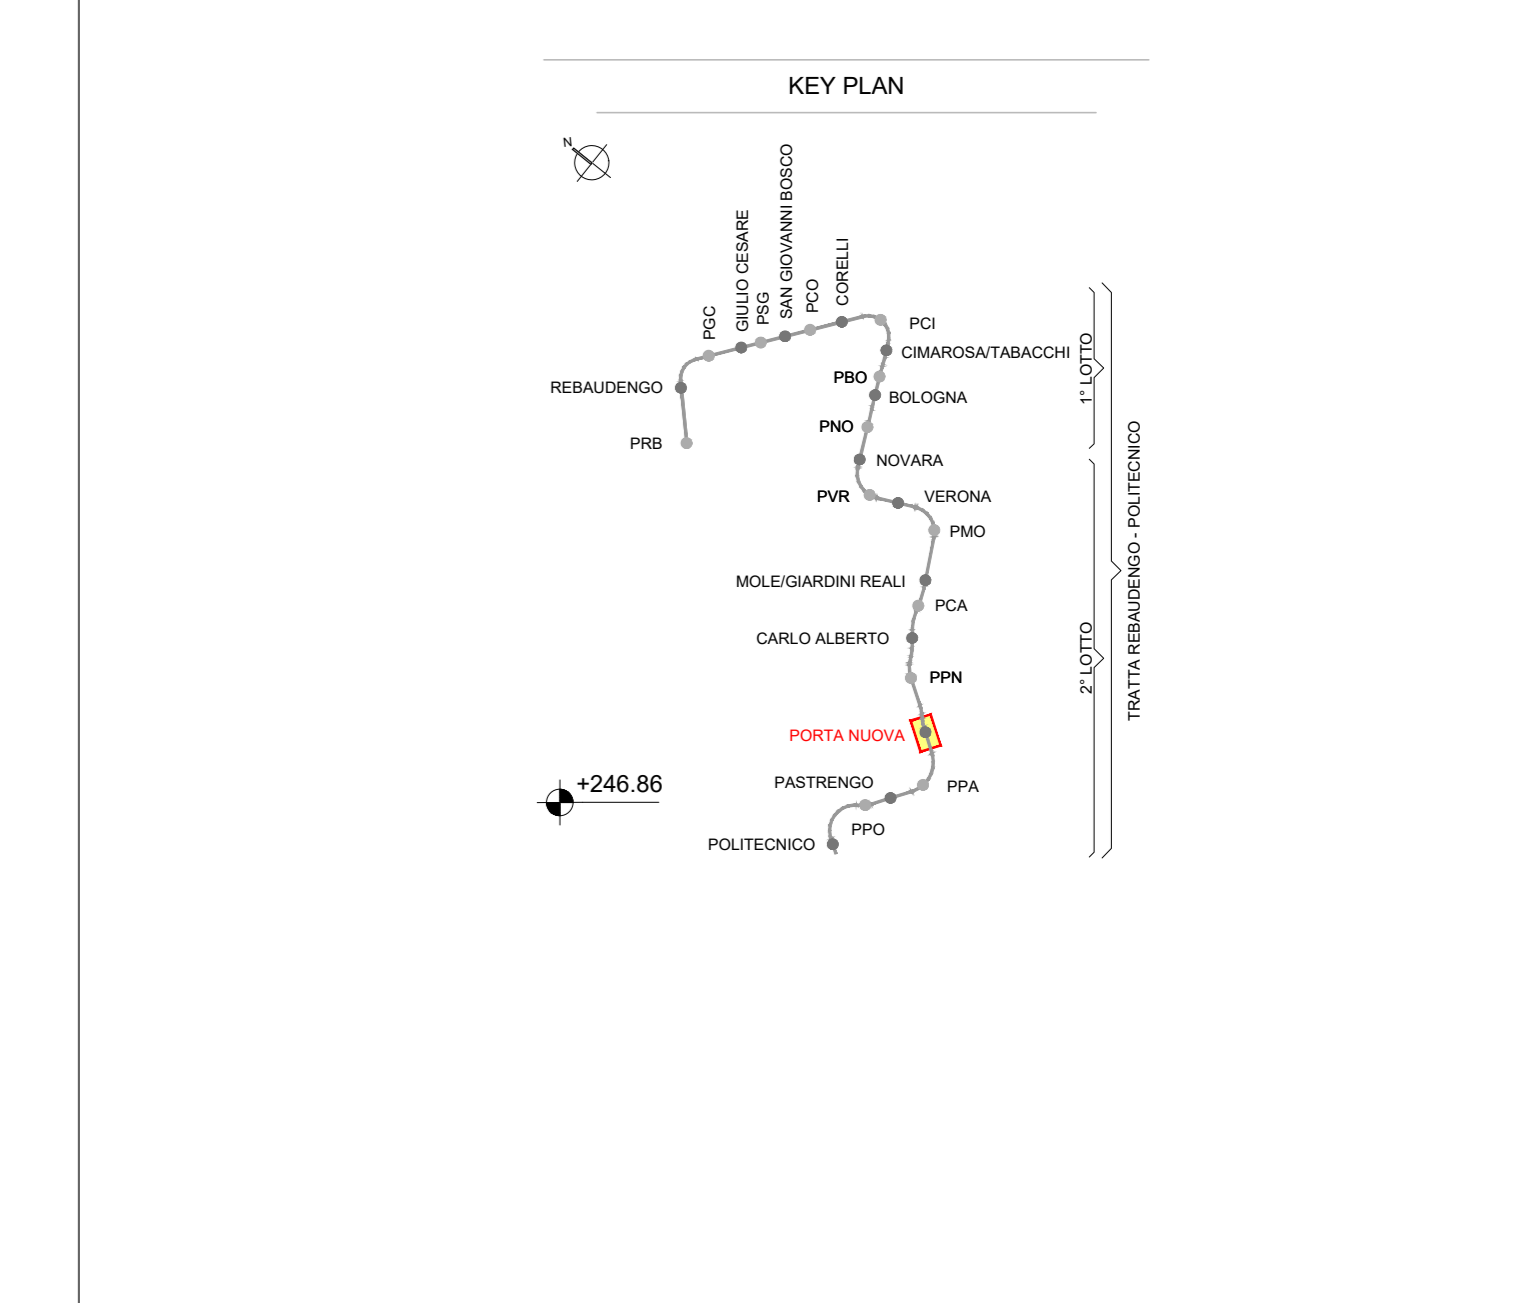 KEY PLAN
N
SAN GIOVANNI BOSCO
GIULIO CESARE
CORELLI
PCO
PSG
PGC
PCI
CIMAROSA/TABACCHI
1° LOTTO
PBO
REBAUDENGO
BOLOGNA
PNO
PRB
NOVARA
PVR
VERONA
PMO
TRATTA REBAUDENGO - POLITECNICO
MOLE/GIARDINI REALI
PCA
CARLO ALBERTO
2° LOTTO
PPN
PORTA NUOVA
PASTRENGO
+246.86
PPA
PPO
POLITECNICO